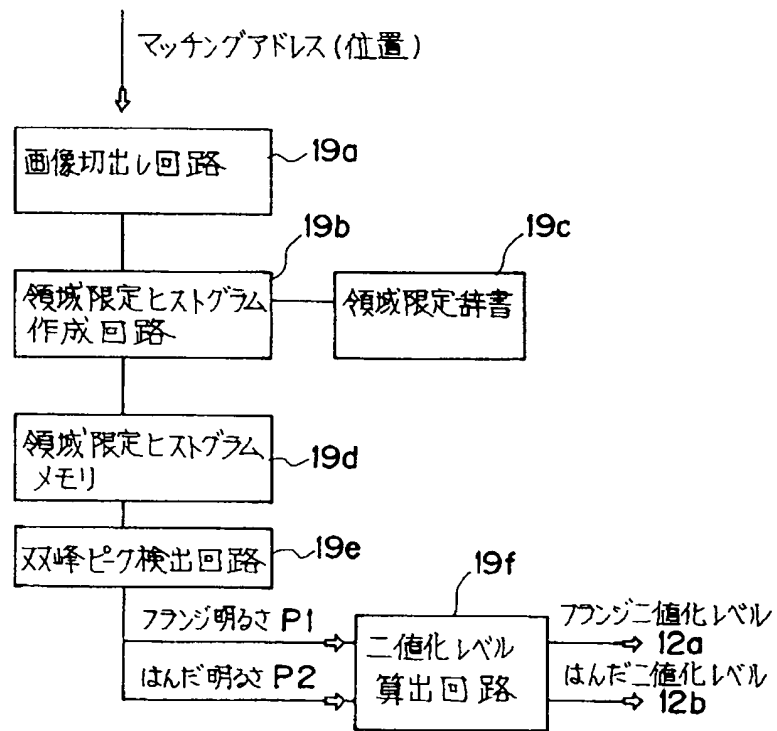 マッチングアドレス(位置)
画像切出し回路
19a
19b
19c
領域限定ヒストグラム
作成回路
領域限定辞書
領域限定ヒストグラム
メモリ
19d
双峰ピーク検出回路
19e
19f
フランジ明るさ P1
はんだ明るさ P2
二値化レベル
算出回路
フランジ二値化レベル
12a
はんだ二値化レベル
12b